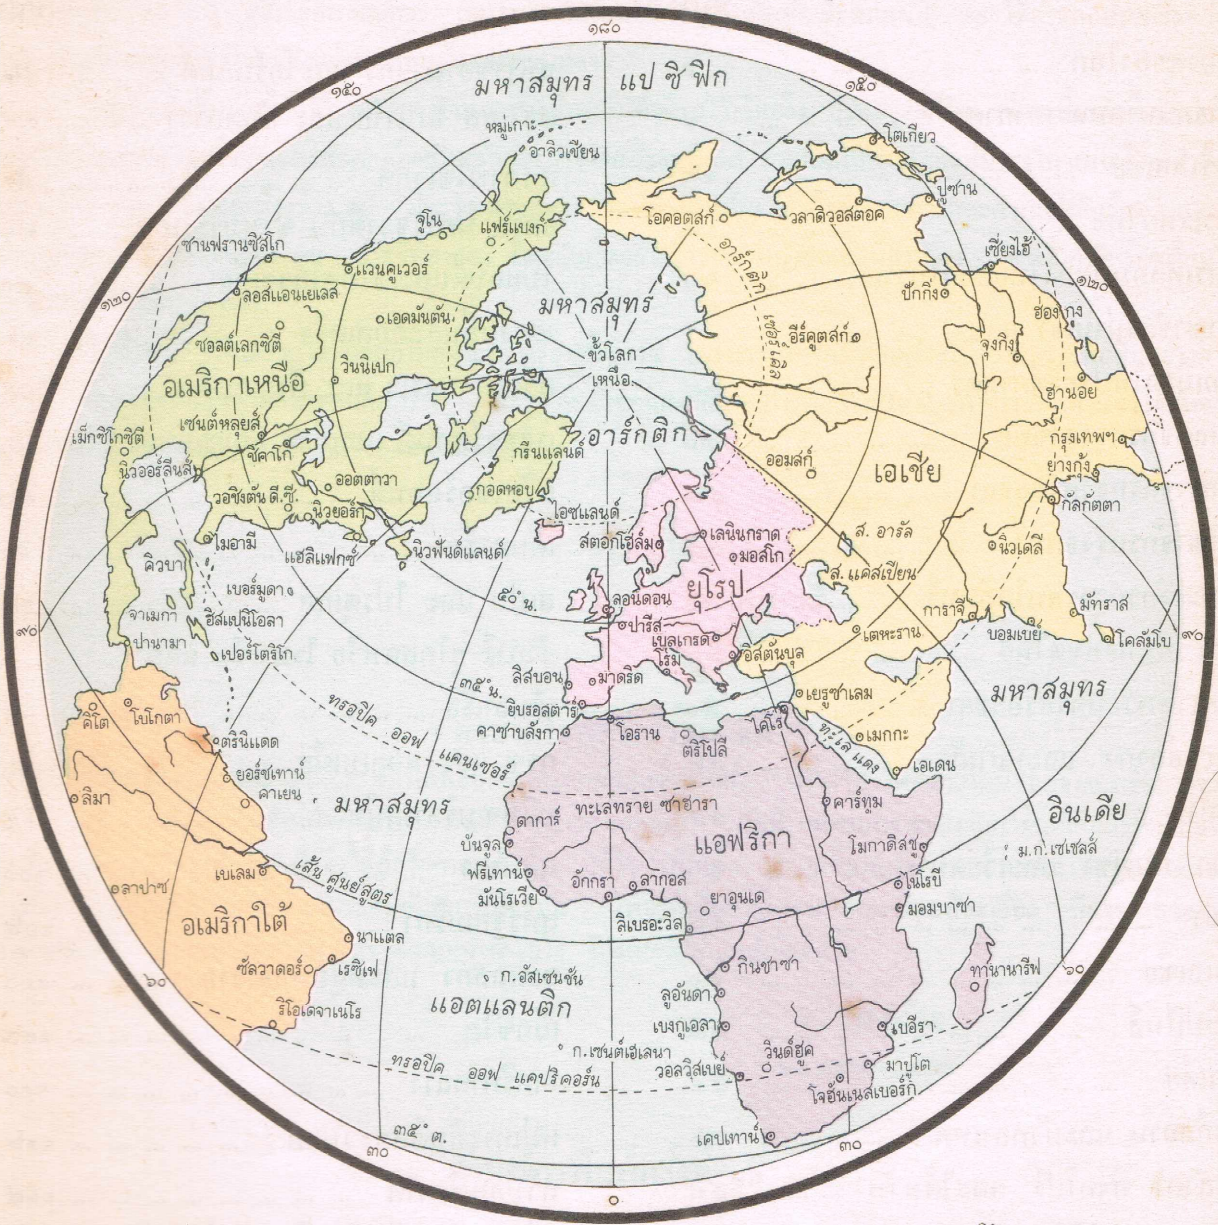 ๑๘๐
มหาสมุทร แปซิฟิก
๑๕๐
๑๕๐
หมู่เกาะ
อาลิวเชียน
โตเกียว
ปูซาน
จูโน
แฟร์แบงก์
โอคอตสก์
วลาดิวอสตอค
ซานฟรานซิสโก
แวนคูเวอร์
อาร์กติก เซอร์เคิล
เซี่ยงไฮ้
๑๒๐
๑๒๐
ลอสแอนเยเลส
มหาสมุทร
ปักกิ่ง
ฮ่องกง
เอดมันตัน
ซอลต์เลกซิตี
อีร์คูตสก์
จุงกิง
ขั้วโลก
เหนือ
วินนิเปก
อเมริกาเหนือ
ฮานอย
เซนต์หลุยส์
เม็กซิโกซิตี
ชิคาโก
อาร์กติก
กรุงเทพฯ
กรีนแลนด์
นิวออร์ลีนส์
ออมสก์
เอเชีย
ยางกุ้ง
ออตตาวา
กอดหอบ
วอชิงตัน ดี.ซี.
นิวยอร์ก
ไอซแลนด์
กัลกัตตา
ไมอามี
แฮลิแฟกซ์
นิวฟันด์แลนด์
สตอกโฮล์ม
เลนินกราด
มอสโก
ส. อารัล
นิวเดลี
คิวบา
เบอร์มูดา
๕๐° น.
ลอนดอน
ยุโรป
ส. แคสเปียน
จาเมกา
ฮิสแปนิโอลา
ปารีส
การาจี
มัทราส
๙๐
ปานามา
เปอร์โตริโก
เบลเกรด
เตหะราน
บอมเบย์
โคลัมโบ
๙๐
โรม
อิสตันบุล
ลิสบอน
มาดริด
๓๕° น.
มหาสมุทร
เยรูซาเลม
ยิบรอสตาร์
คิโต
โบโกตา
ทรอปิค ออฟ แคนเซอร์
คาซาบลังกา
โอราน
ตริโปลี
ไคโร
ทะเลแดง
เมกกะ
ตรินิแดด
เอเดน
ยอร์ชเทาน์
คาเยน
ลิมา
มหาสมุทร
ทะเลทราย ซาฮารา
คาร์ทูม
อินเดีย
ดาการ์
บันจูล
แอฟริกา
โมกาดิสชู
ม.ก.เซเชลส์
เส้นศูนย์สูตร
เบเลม
ฟรีเทาน์
ลาปาซ
มันโรเวีย
อักกรา
ลากอส
ไนโรบี
ยาอุนเด
มอมบาซา
อเมริกาใต้
ลิเบรอะวิล
นาแตล
ซัลวาดอร์
เรซิเฟ
กินชาซา
ทานานารีฟ
๖๐
๖๐
ก.อัสเซนชัน
แอตแลนติก
ลูอันดา
ริโอเดจาเนโร
เบงกูเอลา
เบอีรา
ก.เซนต์เฮเลนา
วินด์ฮูค
ทรอปิค ออฟ แคปริคอร์น
วอลวิสเบย์
มาปูโต
โจฮันเนสเบอร์ก
๓๕° ต.
เคปเทาน์
๓๐
๓๐
๐